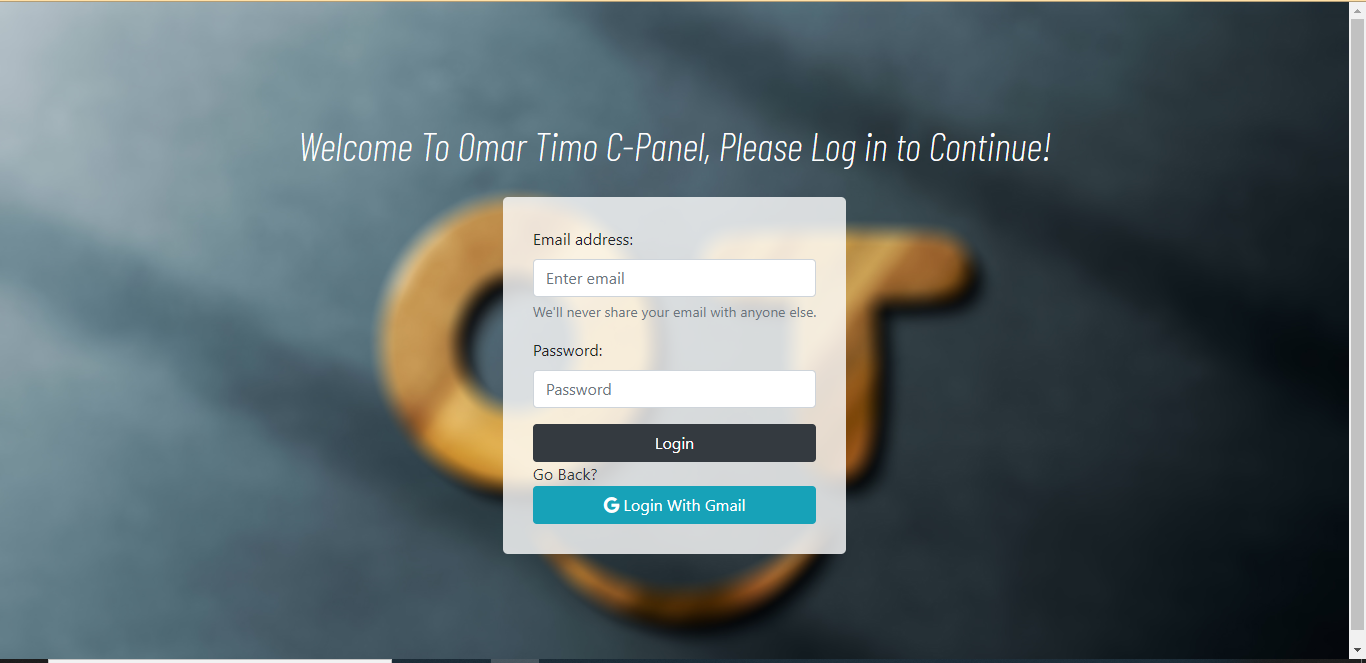 Welcome To Omar Timo C-Panel, Please Log in to Continue!
Email address:
Enter email
We'll never share your email with anyone else.
Password:
Password
Login
Go Back?
G Login With Gmail